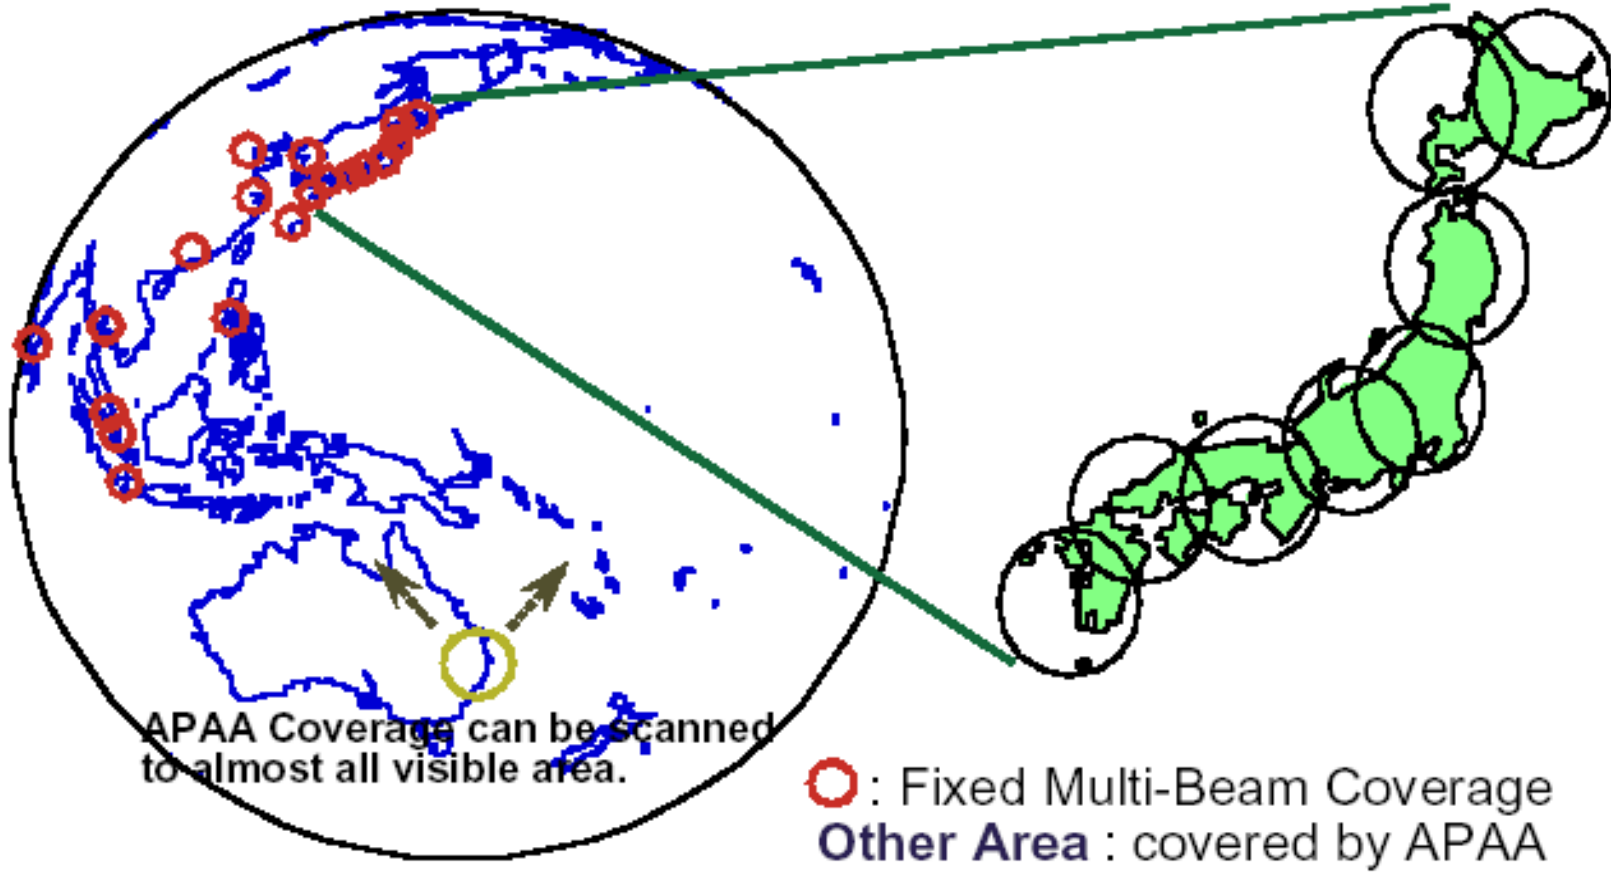 APAA Coverage can be scanned
to almost all visible area.
: Fixed Multi-Beam Coverage
Other Area : covered by APAA